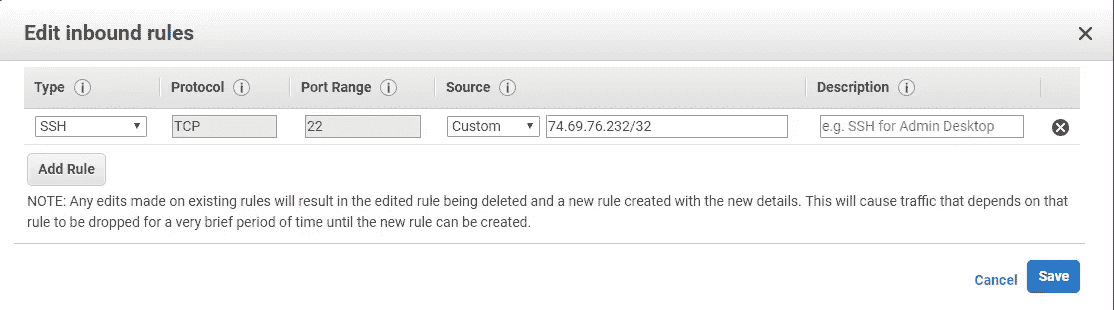 Edit inbound rules
Type Protocol Port Range Source Description
SSH TCP 22 Custom 74.69.76.232/32 e.g. SSH for Admin Desktop
Add Rule
NOTE: Any edits made on existing rules will result in the edited rule being deleted and a new rule created with the new details. This will cause traffic that depends on that
rule to be dropped for a very brief period of time until the new rule can be created.
Cancel Save